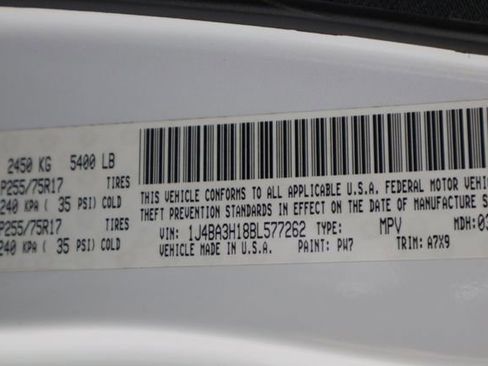 2450 KG 5400 LB
P255/75R17 TIRES
240 KPA ( 35 PSI) COLD
P255/75R17 TIRES
240 KPA ( 35 PSI) COLD
THIS VEHICLE CONFORMS TO ALL APPLICABLE U.S.A. FEDERAL MOTOR VEHIC
THEFT PREVENTION STANDARDS IN EFFECT ON THE DATE OF MANUFACTURE S
VIN: 1J4BA3H18BL577262 TYPE: MPV MDH: 03
VEHICLE MADE IN U.S.A. PAINT: PW7 TRIM: A7X9